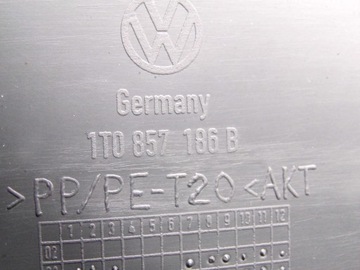 Germany
1T0 857 186 B
>PP/PE-T20<AKT
1 2 3 4 5 6 7 8 9 10 11 12
02